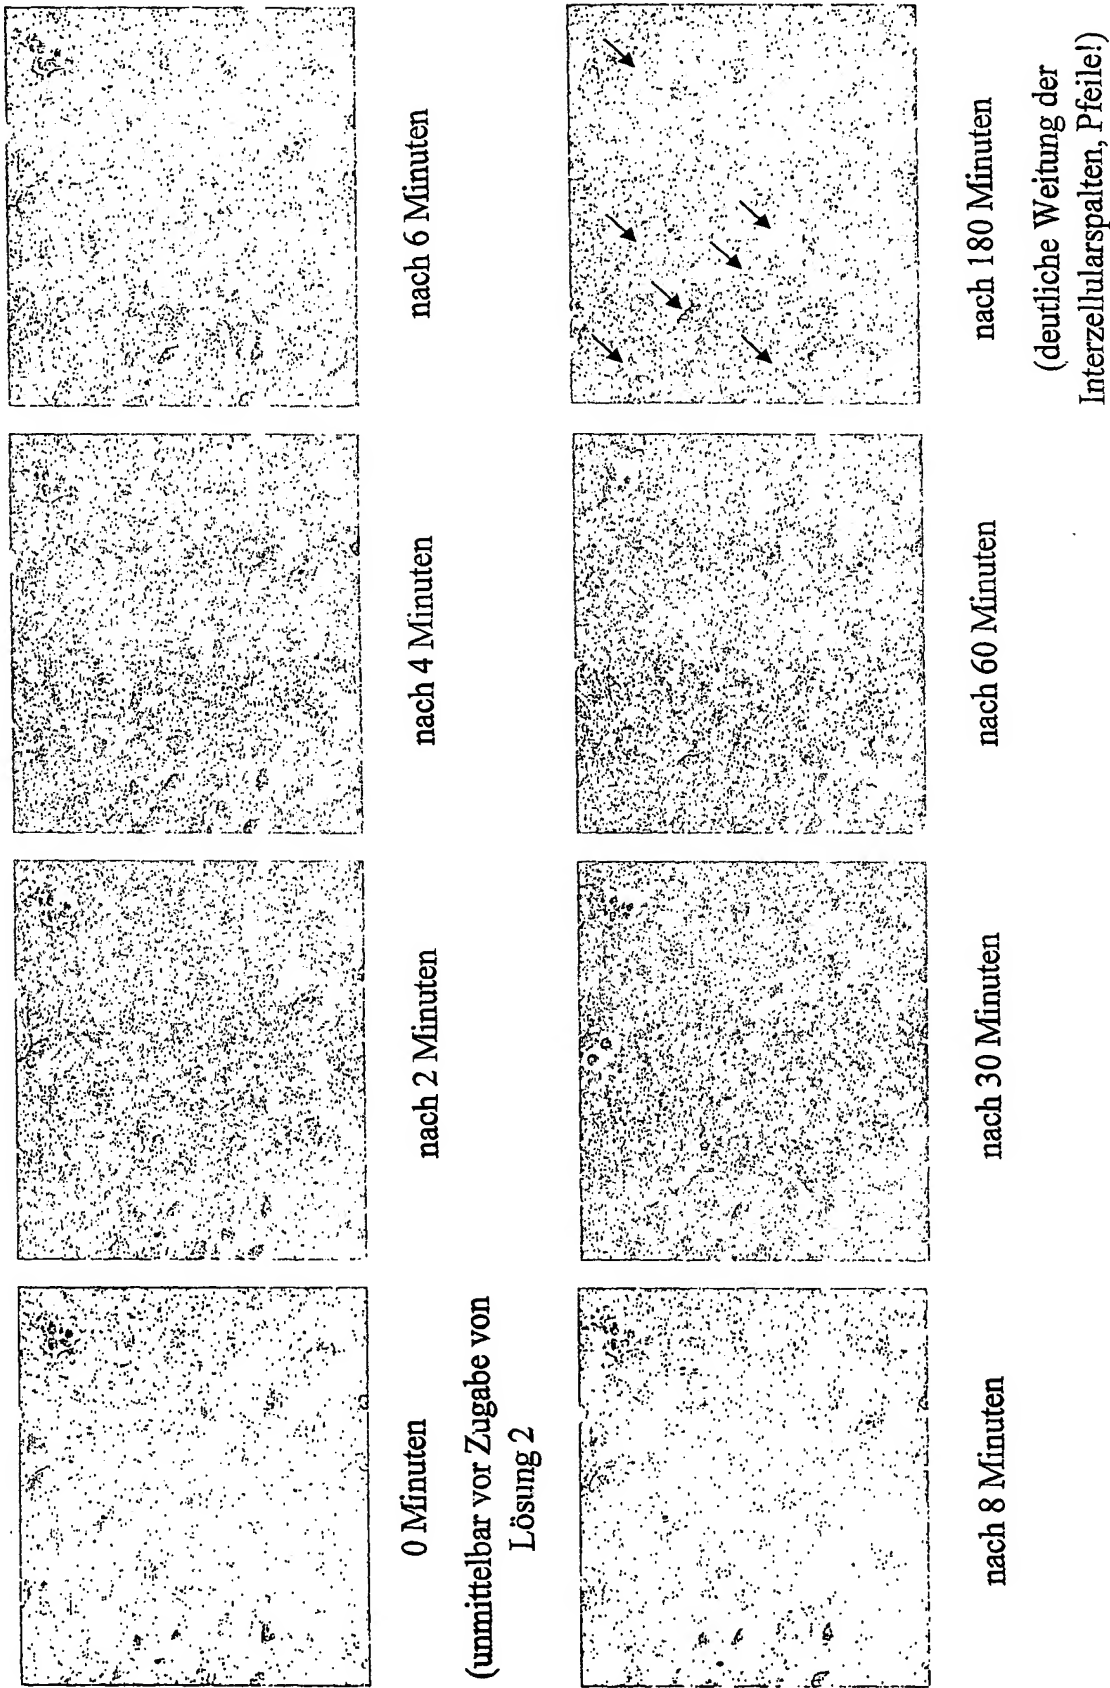 0 Minuten
(unmittelbar vor Zugabe von
Lösung 2
nach 2 Minuten
nach 4 Minuten
nach 6 Minuten
nach 8 Minuten
nach 30 Minuten
nach 60 Minuten
nach 180 Minuten
(deutliche Weitung der
Interzellularspalten, Pfeile!)